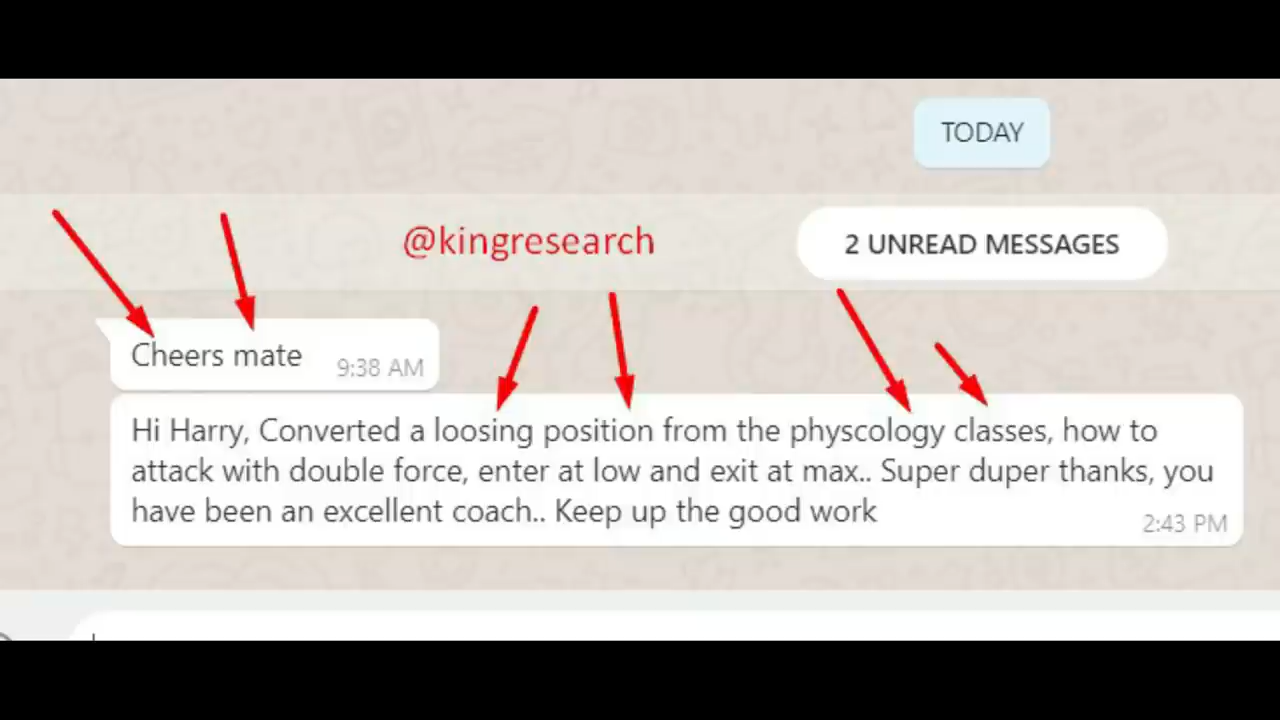 TODAY
@kingresearch
2 UNREAD MESSAGES
Cheers mate
9:38 AM
Hi Harry, Converted a loosing position from the physcology classes, how to
attack with double force, enter at low and exit at max.. Super duper thanks, you
have been an excellent coach.. Keep up the good work
2:43 PM